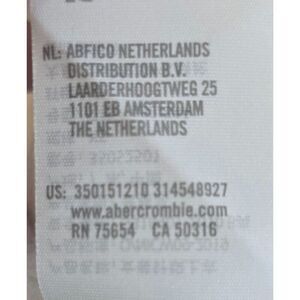 NL: ABFICO NETHERLANDS
DISTRIBUTION B.V.
LAARDERHOOGTWEG 25
1101 EB AMSTERDAM
THE NETHERLANDS
US: 350151210 314548927
www.abercrombie.com
RN 75654 CA 50316